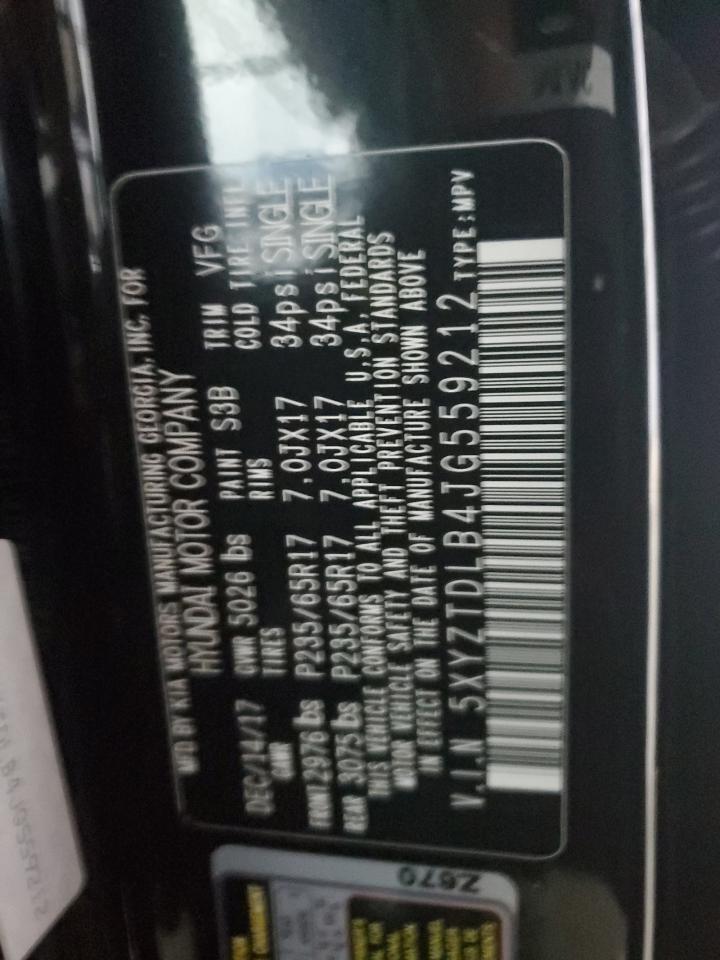 MFD BY KIA MOTORS MANUFACTURING GEORGIA, INC. FOR
HYUNDAI MOTOR COMPANY
DEC/14/17 GVWR 5026 lbs PAINT S3B TRIM VFG
GAWR TIRES RIMS COLD TIRE INFL
FRONT 2976 lbs P235/65R17 7.0JX17 34psi SINGLE
REAR 3075 lbs P235/65R17 7.0JX17 34psi SINGLE
THIS VEHICLE CONFORMS TO ALL APPLICABLE U.S.A. FEDERAL
MOTOR VEHICLE SAFETY AND THEFT PREVENTION STANDARDS
IN EFFECT ON THE DATE OF MANUFACTURE SHOWN ABOVE
V.I.N 5XYZTDLB4JG559212 TYPE:MPV
Z670